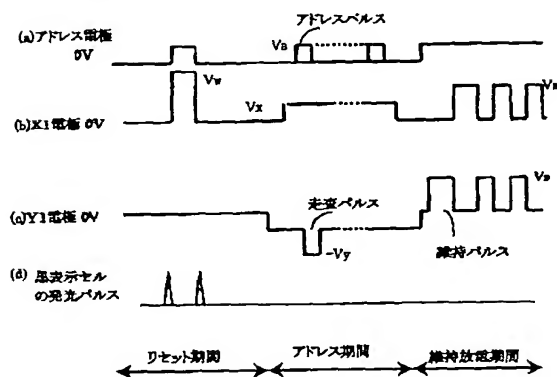 (a)アドレス電極
0V
VB
アドレスパルス
Vw
Vx
(b)X1電極 0V
Vs
(c)Y1電極 0V
走査パルス
-Vy
維持パルス
(d) 黒表示セル
の発光パルス
リセット期間
アドレス期間
維持放電期間